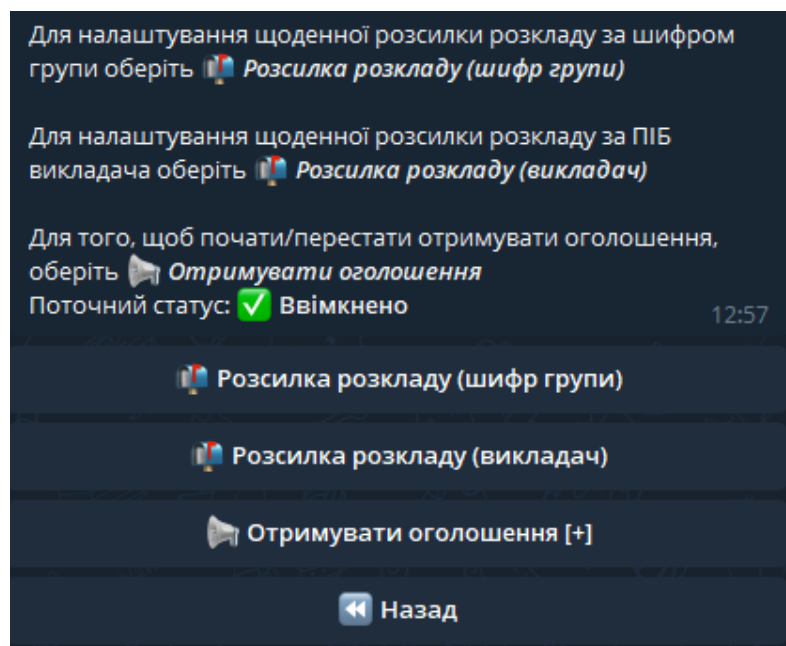 Для налаштування щоденної розсилки розкладу за шифром
групи оберіть 📬 Розсилка розкладу (шифр групи)
Для налаштування щоденної розсилки розкладу за ПІБ
викладача оберіть 📬 Розсилка розкладу (викладач)
Для того, щоб почати/перестати отримувати оголошення,
оберіть 📢 Отримувати оголошення
Поточний статус: ✅ Ввімкнено
12:57
📬 Розсилка розкладу (шифр групи)
📬 Розсилка розкладу (викладач)
📢 Отримувати оголошення [+]
⏪ Назад